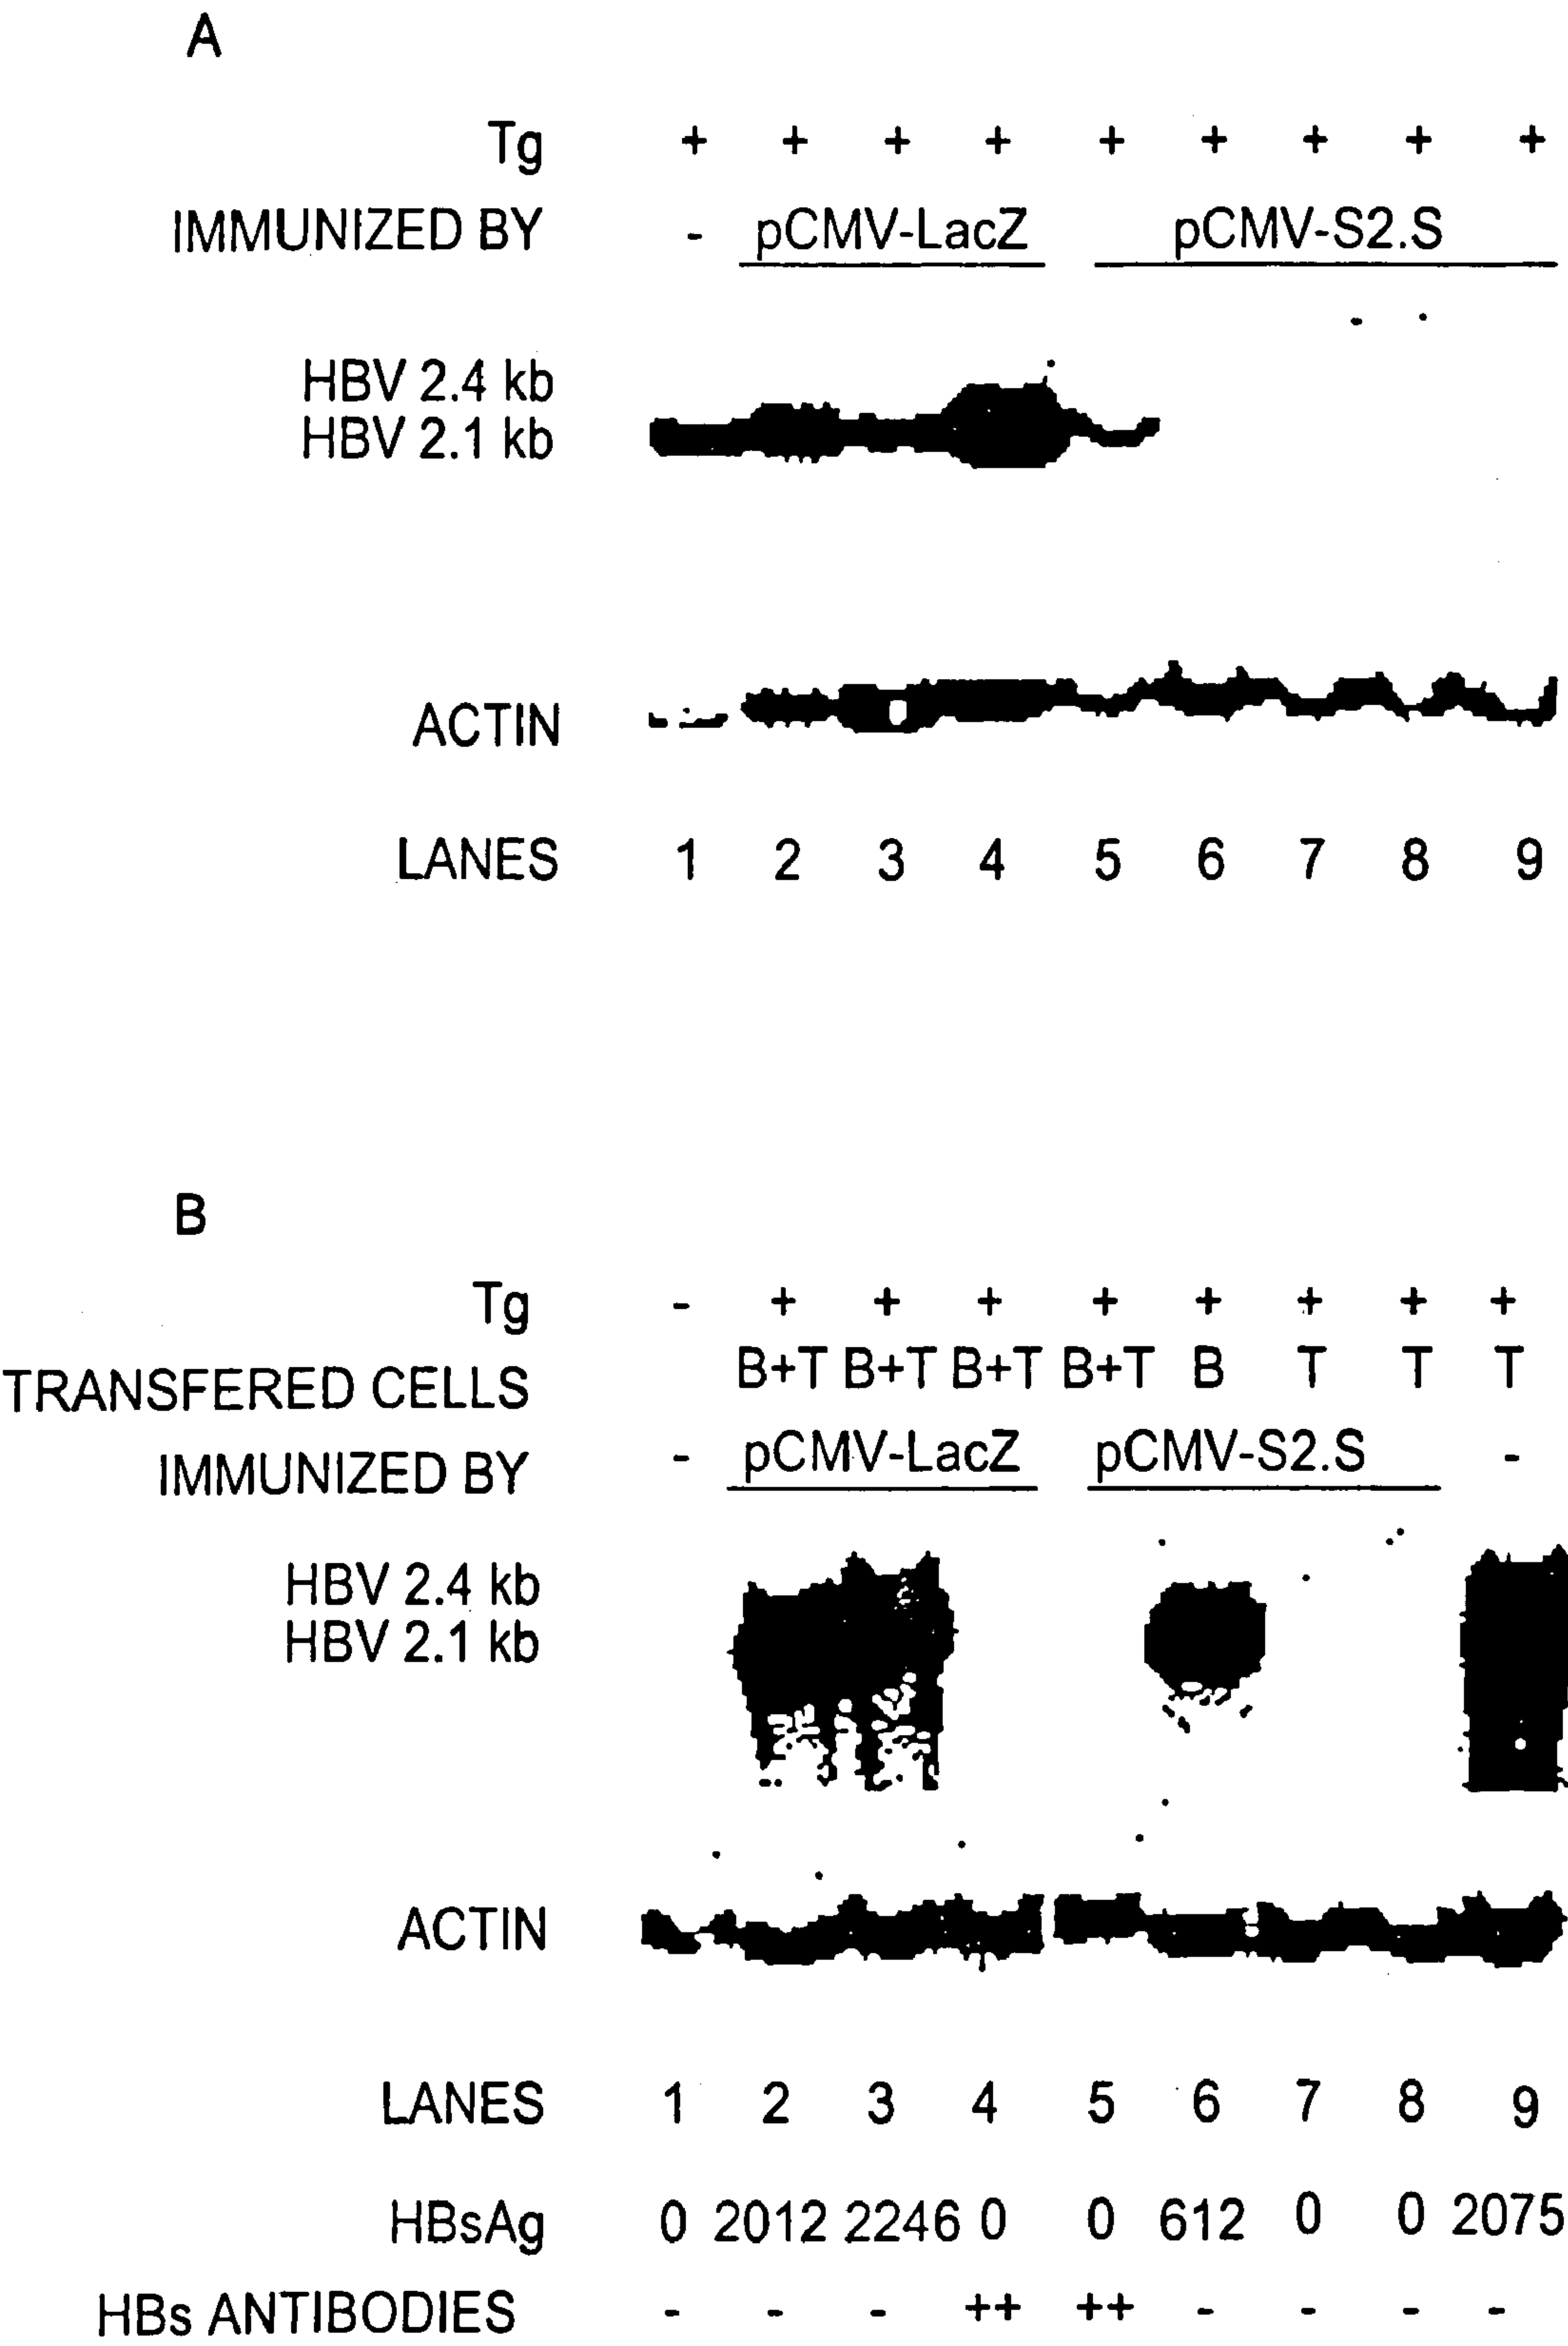 A
Tg + + + + + + + + +
IMMUNIZED BY - pCMV-LacZ pCMV-S2.S
HBV 2.4 kb
HBV 2.1 kb
ACTIN
LANES 1 2 3 4 5 6 7 8 9
B
Tg - + + + + + + + +
TRANSFERED CELLS B+T B+T B+T B+T B T T T
IMMUNIZED BY - pCMV-LacZ pCMV-S2.S -
HBV 2.4 kb
HBV 2.1 kb
ACTIN
LANES 1 2 3 4 5 6 7 8 9
HBsAg 0 2012 2246 0 0 612 0 0 2075
HBs ANTIBODIES - - - ++ ++ - - - -